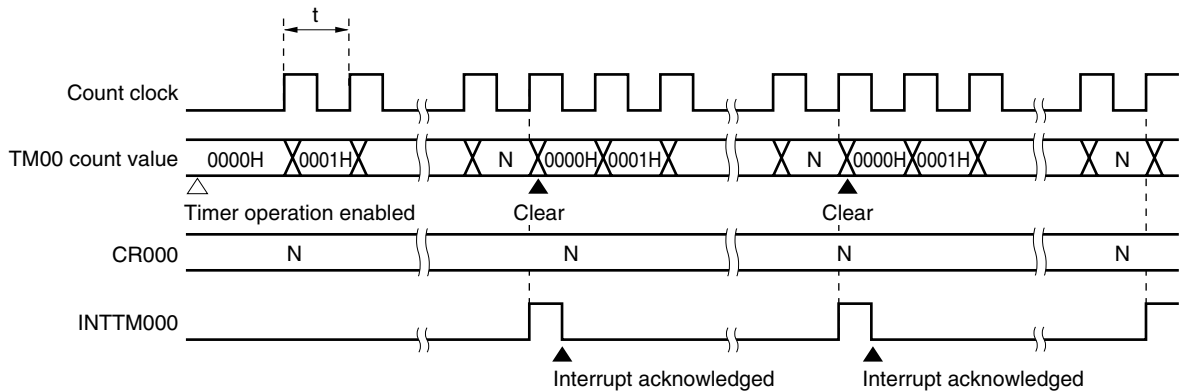 t
Count clock
TM00 count value 0000H 0001H N 0000H 0001H N 0000H 0001H N
Timer operation enabled Clear Clear
CR000 N N N N
INTTM000
Interrupt acknowledged Interrupt acknowledged